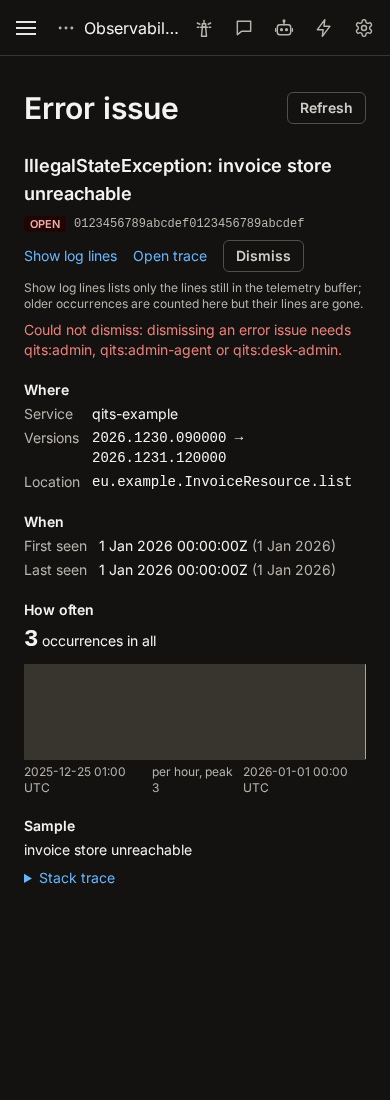 Observabil...
Error issue
Refresh
IllegalStateException: invoice store
unreachable
OPEN 0123456789abcdef0123456789abcdef
Show log lines Open trace Dismiss
Show log lines lists only the lines still in the telemetry buffer;
older occurrences are counted here but their lines are gone.
Could not dismiss: dismissing an error issue needs
qits:admin, qits:admin-agent or qits:desk-admin.
Where
Service qits-example
Versions 2026.1230.090000 →
2026.1231.120000
Location eu.example.InvoiceResource.list
When
First seen 1 Jan 2026 00:00:00Z (1 Jan 2026)
Last seen 1 Jan 2026 00:00:00Z (1 Jan 2026)
How often
3 occurrences in all
2025-12-25 01:00 UTC
per hour, peak 3
2026-01-01 00:00 UTC
Sample
invoice store unreachable
Stack trace